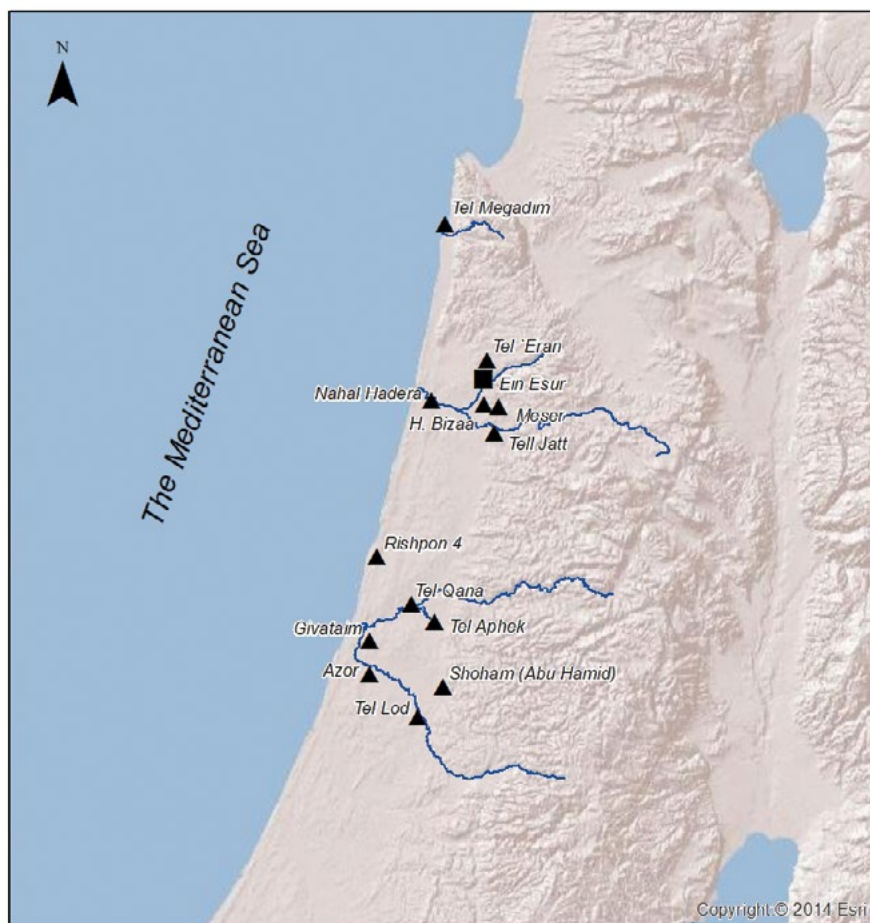 N
Tel Megadim
The Mediterranean Sea
Tel `Eran
Ein Esur
Nahal Hadera
Meser
H. Bizaa
Tell Jatt
Rishpon 4
Tel Qana
Givataim
Tel Aphek
Azor
Shoham (Abu Hamid)
Tel Lod
Copyright:© 2014 Esri